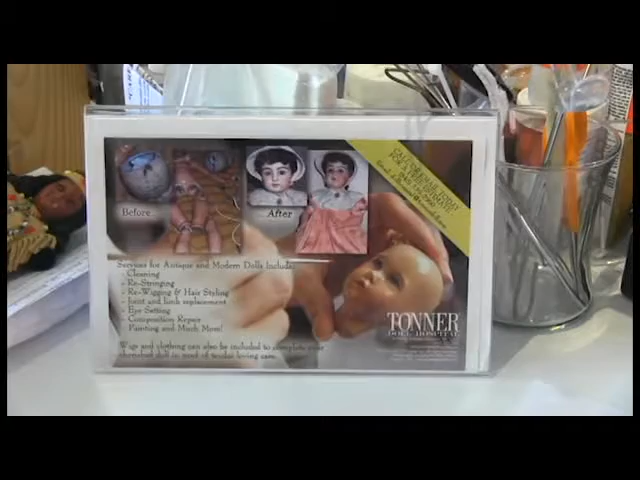 Before
After
Services for Antique and Modern Dolls Include:
- Cleaning
- Re-Stringing
- Re-Wigging & Hair Styling
- Joint and limb replacement
- Eye Setting
- Composition Repair
- Painting and Much More!
Wigs and clothing can also be included to complete your
cherished doll in need of tender loving care.
TONNER
DOLL HOSPITAL